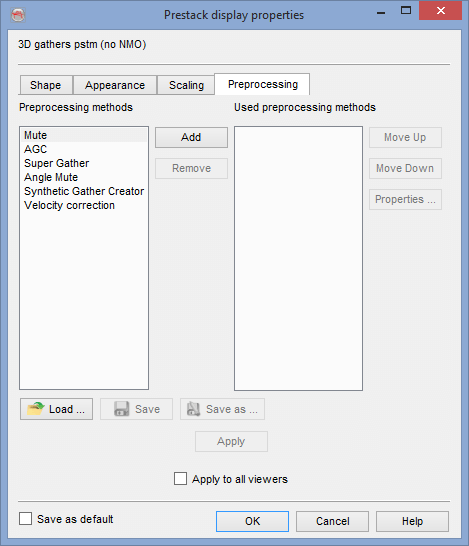 Prestack display properties
3D gathers pstm (no NMO)
Shape Appearance Scaling Preprocessing
Preprocessing methods Used preprocessing methods
Mute
AGC
Super Gather
Angle Mute
Synthetic Gather Creator
Velocity correction
Add
Remove
Move Up
Move Down
Properties ...
Load ... Save Save as ...
Apply
Apply to all viewers
Save as default
OK Cancel Help